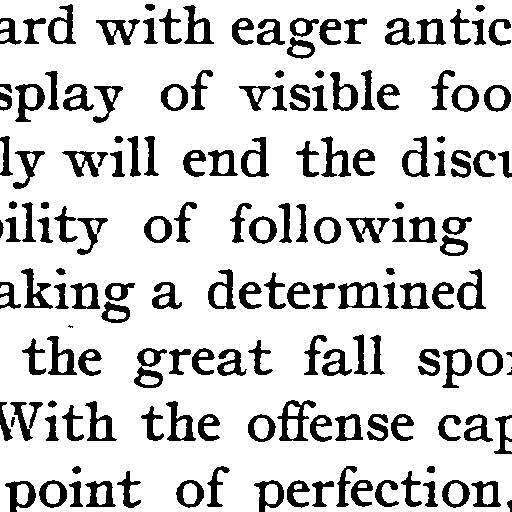 ard with eager antic
splay of visible foo
ly will end the discu
ility of following
aking a determined
the great fall spor
With the offense cap
point of perfection,